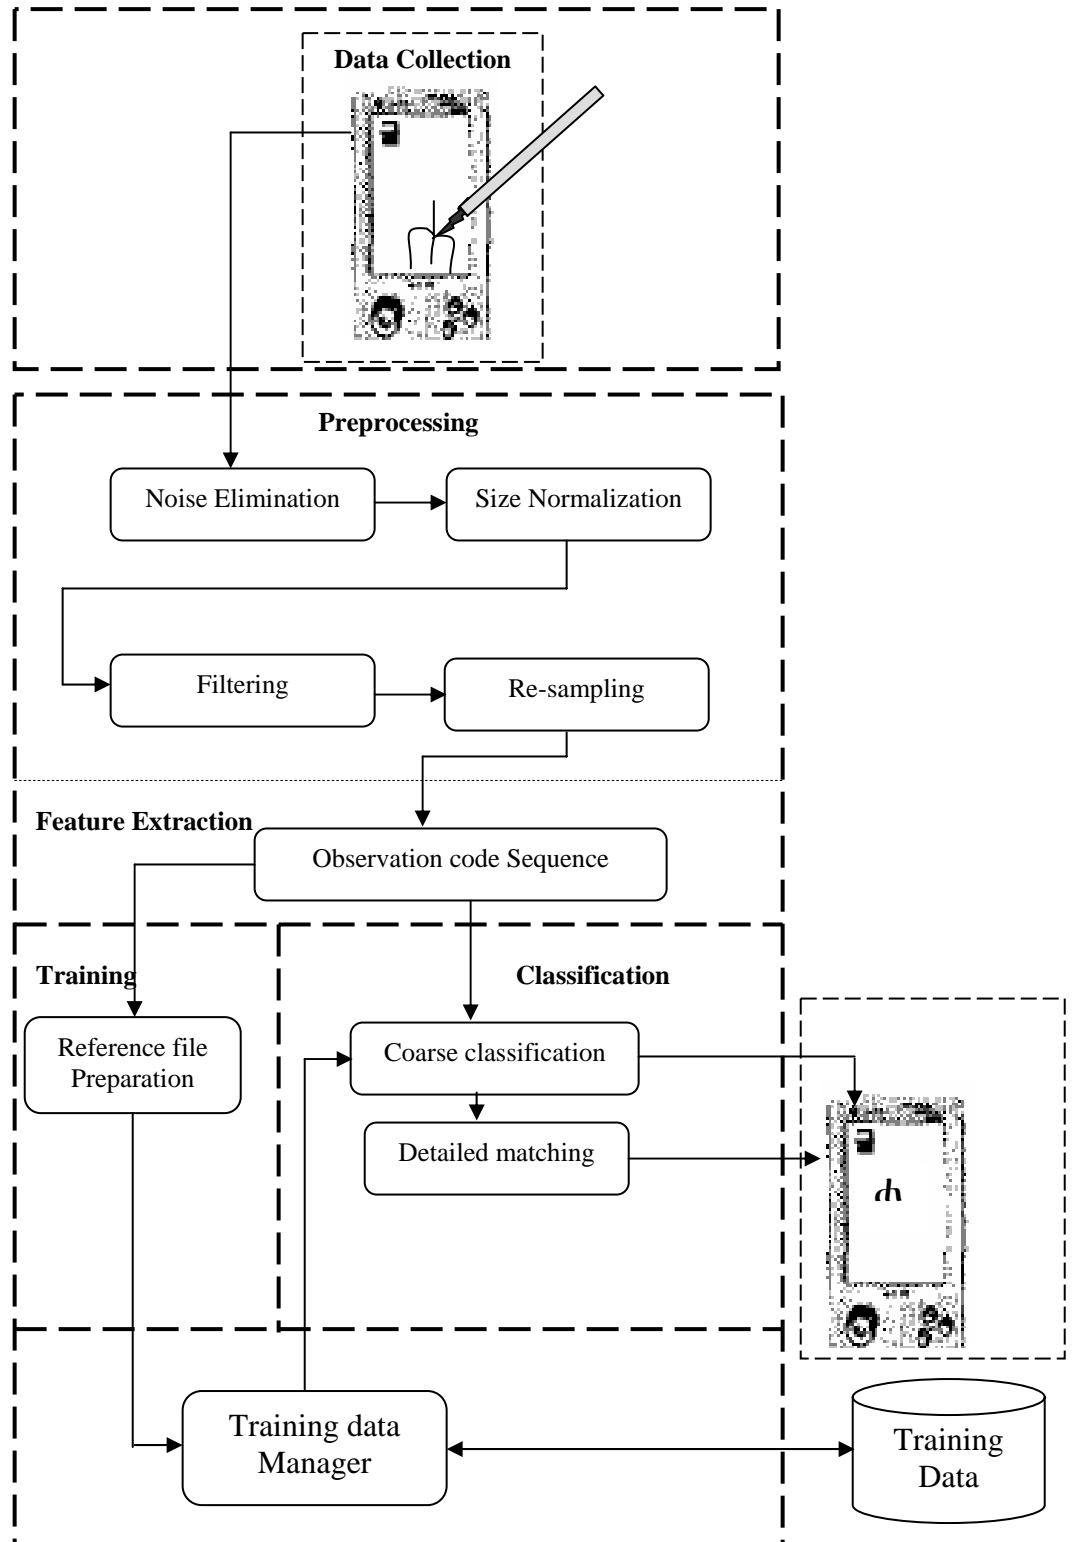 Data Collection
Preprocessing
Noise Elimination
Size Normalization
Filtering
Re-sampling
Feature Extraction
Observation code Sequence
Training
Classification
Reference file
Preparation
Coarse classification
Detailed matching
Training data
Manager
Training
Data